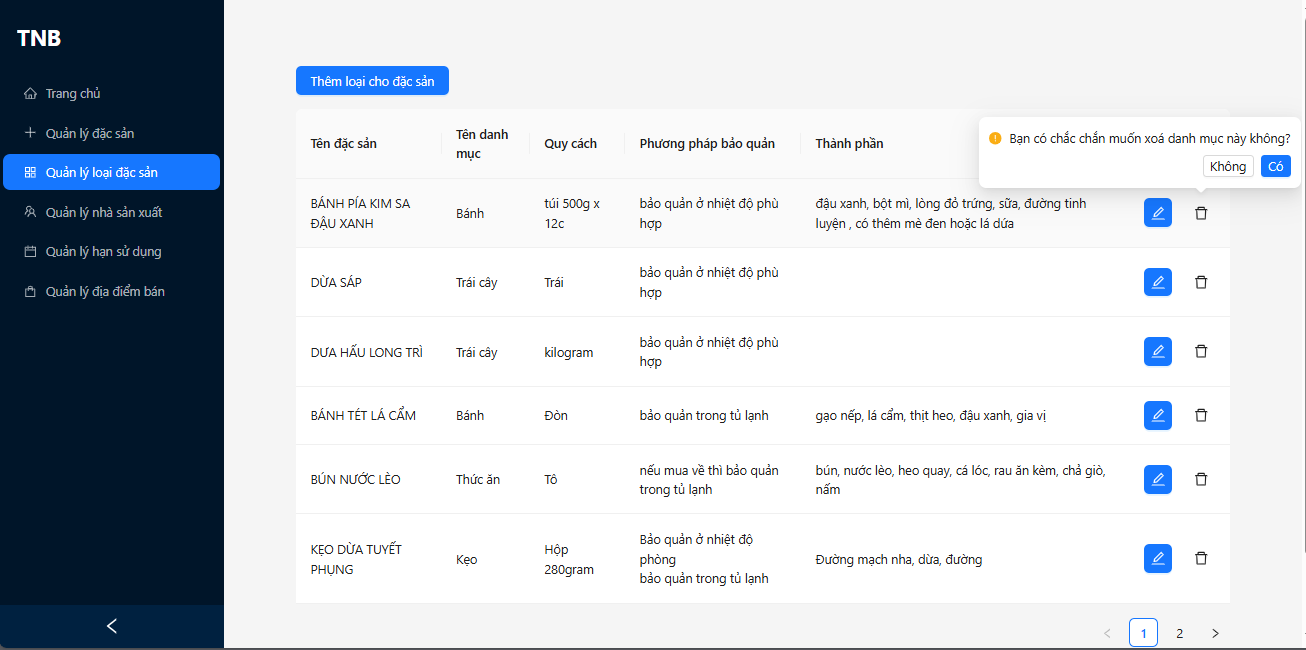 TNB
Trang chủ
Quản lý đặc sản
Quản lý loại đặc sản
Quản lý nhà sản xuất
Quản lý hạn sử dụng
Quản lý địa điểm bán
Thêm loại cho đặc sản
Tên đặc sản
Tên danh
mục
Quy cách
Phương pháp bảo quản
Thành phần
Bạn có chắc chắn muốn xoá danh mục này không?
Không
Có
BÁNH PÍA KIM SA
ĐẬU XANH
Bánh
túi 500g x
12c
bảo quản ở nhiệt độ phù
hợp
đậu xanh, bột mì, lòng đỏ trứng, sữa, đường tinh
luyện , có thêm mè đen hoặc lá dứa
DỪA SÁP
Trái cây
Trái
bảo quản ở nhiệt độ phù
hợp
DƯA HẤU LONG TRÌ
Trái cây
kilogram
bảo quản ở nhiệt độ phù
hợp
BÁNH TÉT LÁ CẨM
Bánh
Đòn
bảo quản trong tủ lạnh
gạo nếp, lá cẩm, thịt heo, đậu xanh, gia vị
BÚN NƯỚC LÈO
Thức ăn
Tô
nếu mua về thì bảo quản
trong tủ lạnh
bún, nước lèo, heo quay, cá lóc, rau ăn kèm, chả giò,
nấm
KẸO DỪA TUYẾT
PHỤNG
Kẹo
Hộp
280gram
Bảo quản ở nhiệt độ
phòng
bảo quản trong tủ lạnh
Đường mạch nha, dừa, đường
1
2